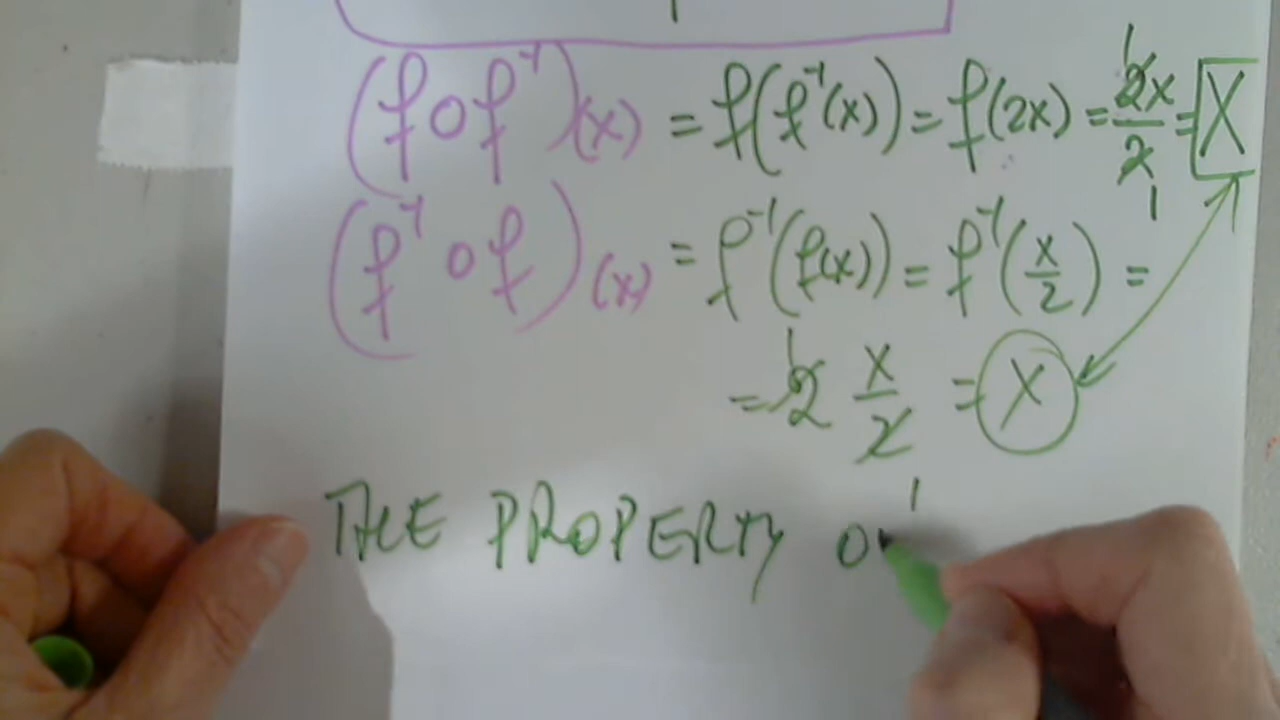 (f o f⁻¹)(x) = f(f⁻¹(x)) = f(2x) = 2x/2 = X
(f⁻¹ o f)(x) = f⁻¹(f(x)) = f⁻¹(x/2) =
= 2 x/2 = X
THE PROPERTY